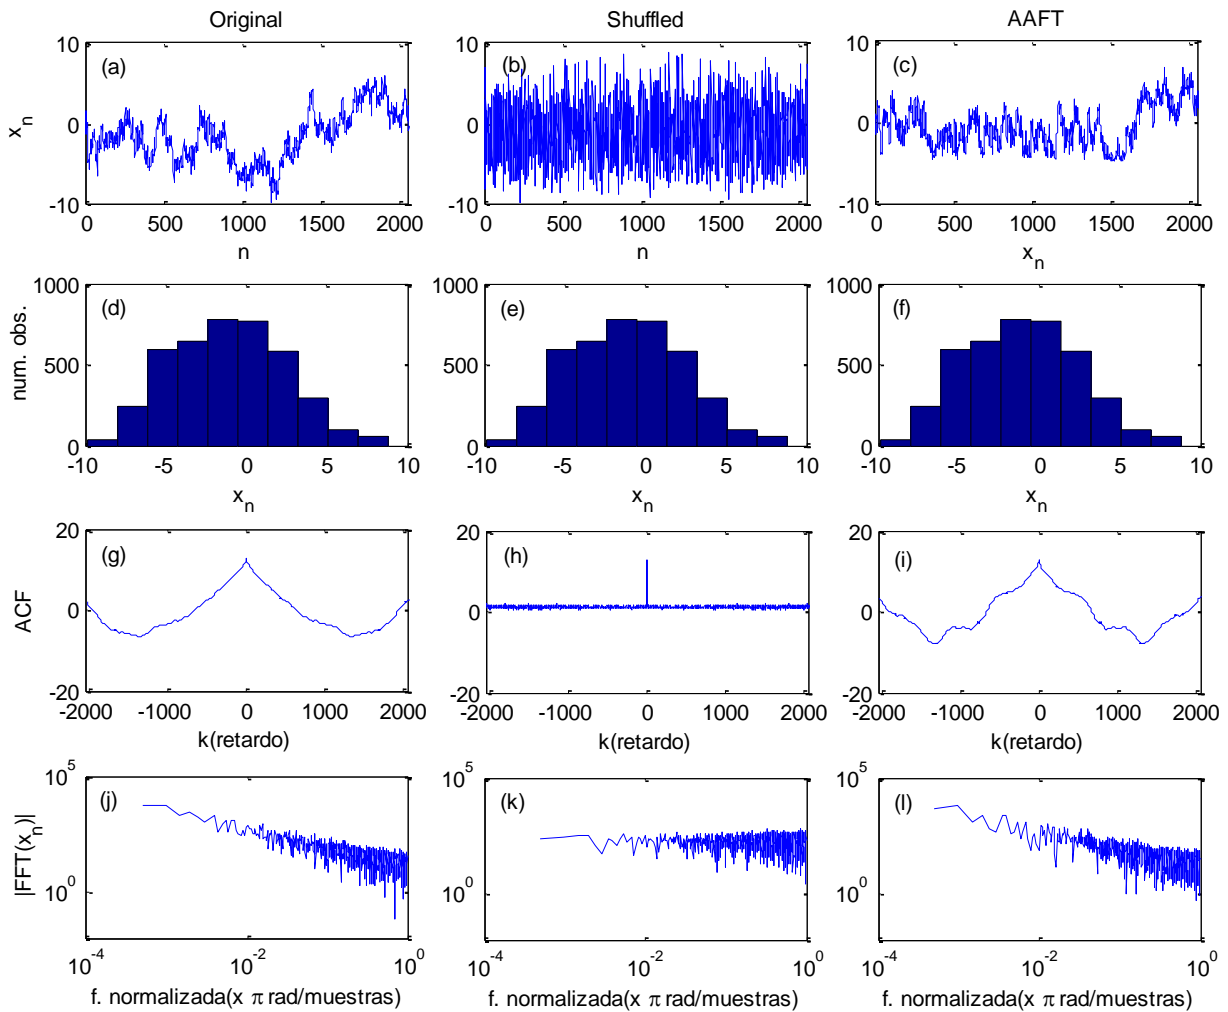 Original Shuffled AAFT
10 10 10
(a) (b) (c)
x_n 0 0 0
-10 -10 -10
0 500 1000 1500 2000 0 500 1000 1500 2000 0 500 1000 1500 2000
n n x_n
1000 1000 1000
(d) (e) (f)
num. obs. 500 500 500
0 0 0
-10 -5 0 5 10 -10 -5 0 5 10 -10 -5 0 5 10
x_n x_n x_n
20 20 20
(g) (h) (i)
ACF 0 0 0
-20 -20 -20
-2000 -1000 0 1000 2000 -2000 -1000 0 1000 2000 -2000 -1000 0 1000 2000
k(retardo) k(retardo) k(retardo)
10^5 10^5 10^5
(j) (k) (l)
|FFT(x_n)| 10^0 10^0 10^0
10^-4 10^-2 10^0 10^-4 10^-2 10^0 10^-4 10^-2 10^0
f. normalizada(x π rad/muestras) f. normalizada(x π rad/muestras) f. normalizada(x π rad/muestras)